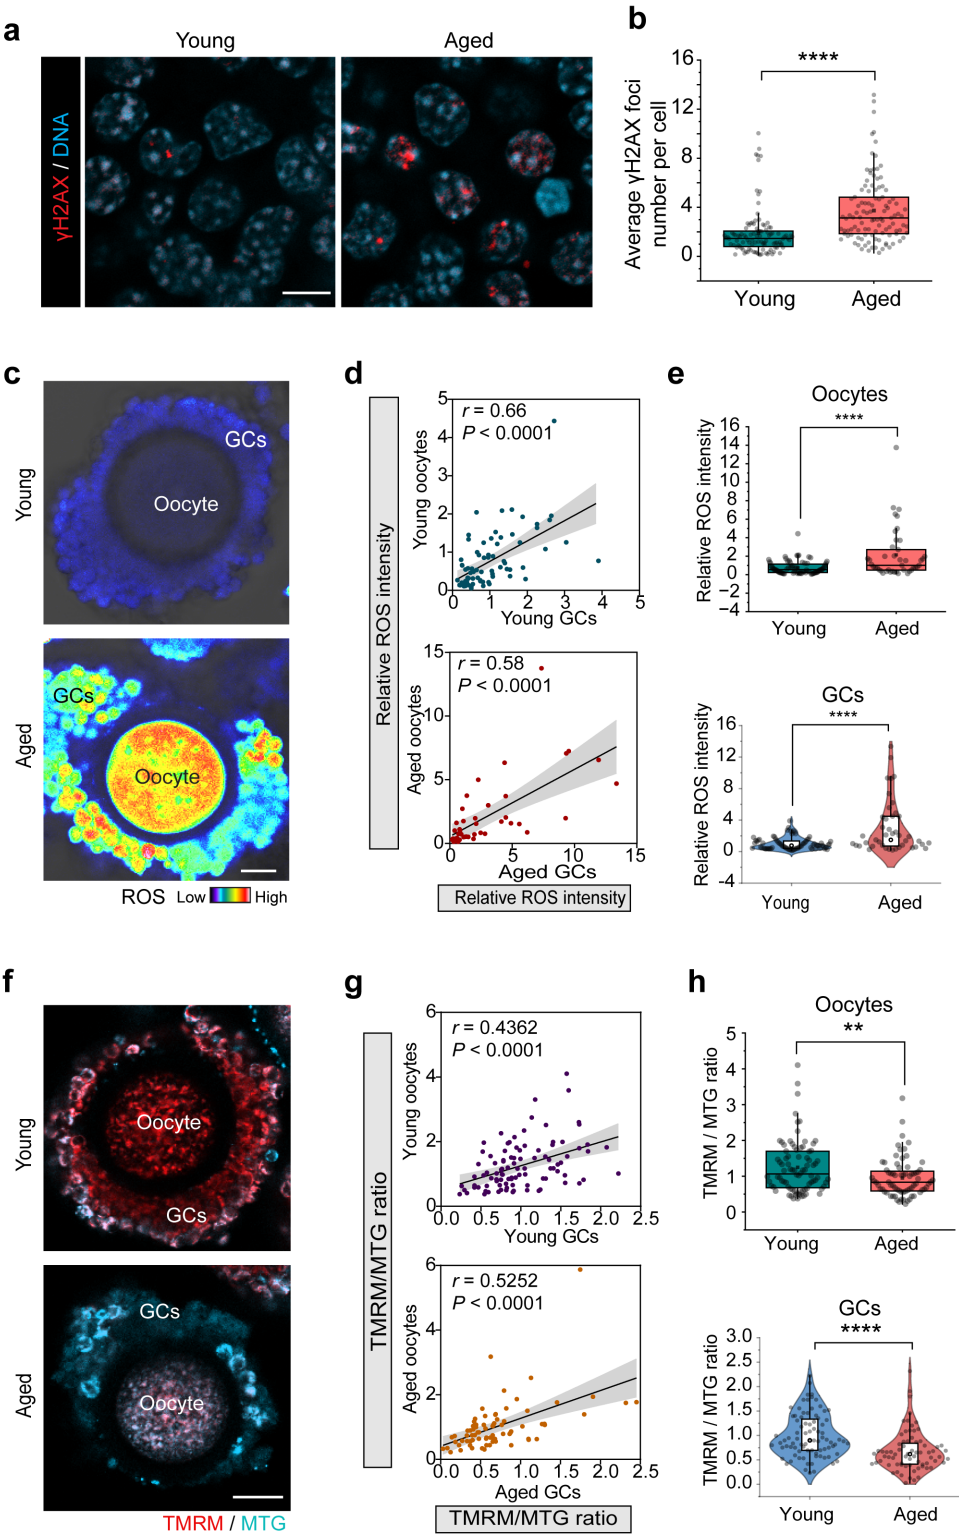 a
Young
Aged
γH2AX / DNA
b
****
Average γH2AX foci
number per cell
16
12
8
4
0
Young
Aged
c
Young
GCs
Oocyte
Aged
GCs
Oocyte
ROS Low High
d
Relative ROS intensity
r = 0.66
P < 0.0001
Young oocytes
5
4
3
2
1
0
0 1 2 3 4 5
Young GCs
r = 0.58
P < 0.0001
Aged oocytes
15
10
5
0
0 5 10 15
Aged GCs
Relative ROS intensity
e
Oocytes
****
Relative ROS intensity
16
14
12
10
8
6
4
2
0
−2
−4
Young
Aged
GCs
****
Relative ROS intensity
16
12
8
4
0
−4
Young
Aged
f
Young
Oocyte
GCs
Aged
GCs
Oocyte
TMRM / MTG
g
TMRM/MTG ratio
r = 0.4362
P < 0.0001
Young oocytes
6
4
2
0
0.0 0.5 1.0 1.5 2.0 2.5
Young GCs
r = 0.5252
P < 0.0001
Aged oocytes
6
4
2
0
0.0 0.5 1.0 1.5 2.0 2.5
Aged GCs
TMRM/MTG ratio
h
Oocytes
**
TMRM / MTG ratio
5
4
3
2
1
0
Young
Aged
GCs
****
TMRM / MTG ratio
3.0
2.5
2.0
1.5
1.0
0.5
0.0
Young
Aged